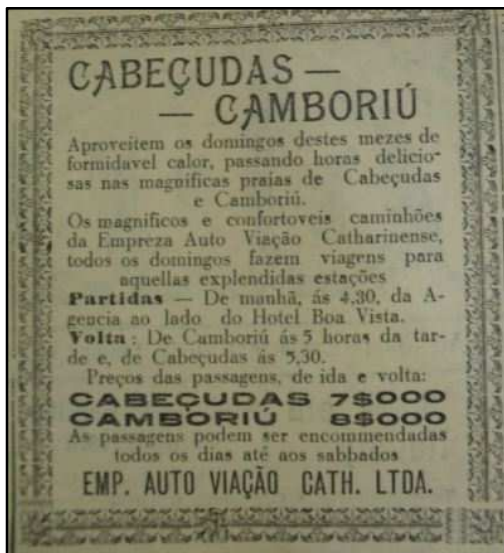 CABEÇUDAS —
— CAMBORIÚ
Aproveitem os domingos destes mezes de
formidavel calor, passando horas delicio-
sas nas magnificas praias de Cabeçudas
e Camboriú.
Os magnificos e confortoveis caminhões
da Empreza Auto Viação Catharinense,
todos os domingos fazem viagens para
aquellas explendidas estações
Partidas — De manhã, ás 4,30, da A-
gencia ao lado do Hotel Boa Vista.
Volta: De Camboriú ás 5 horas da tar-
de e, de Cabeçudas ás 5,30.
Preços das passagens, de ida e volta:
CABEÇUDAS 7$000
CAMBORIÚ 8$000
As passagens podem ser encommendadas
todos os dias até aos sabbados
EMP. AUTO VIAÇÃO CATH. LTDA.